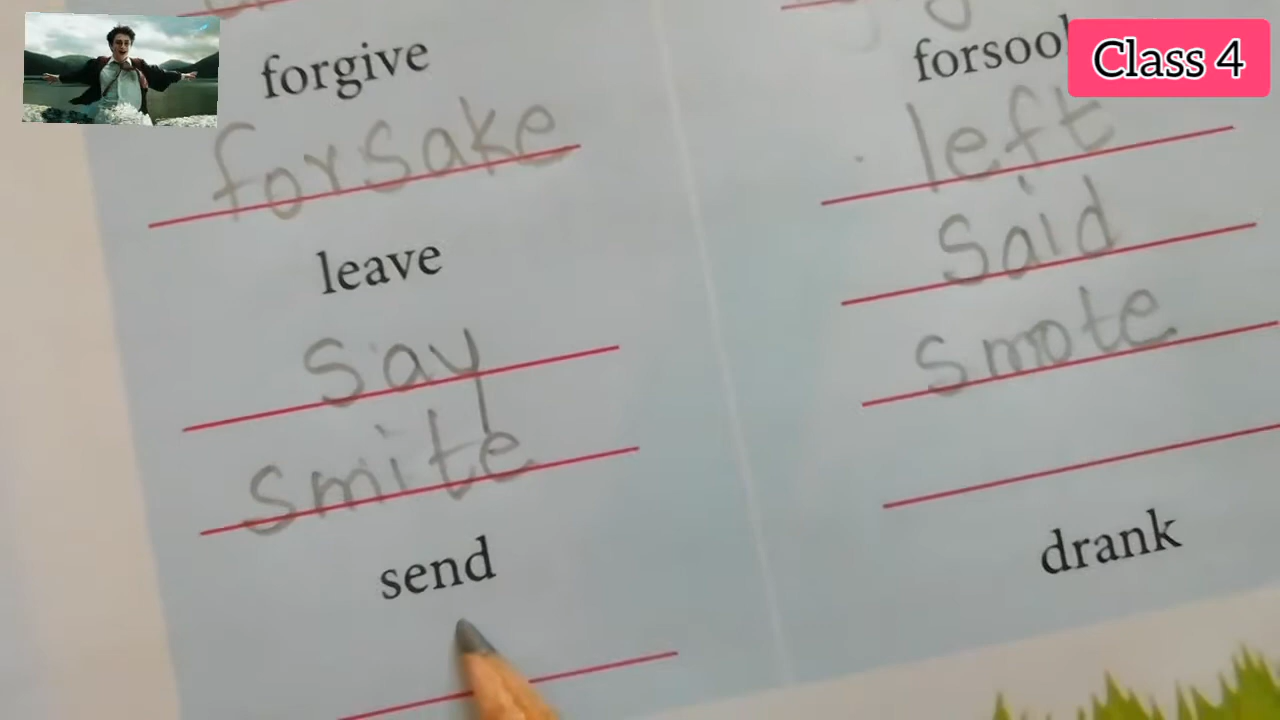 Class 4
forgive
forsake
forsook
left
leave
said
say
smote
smite
send
drank